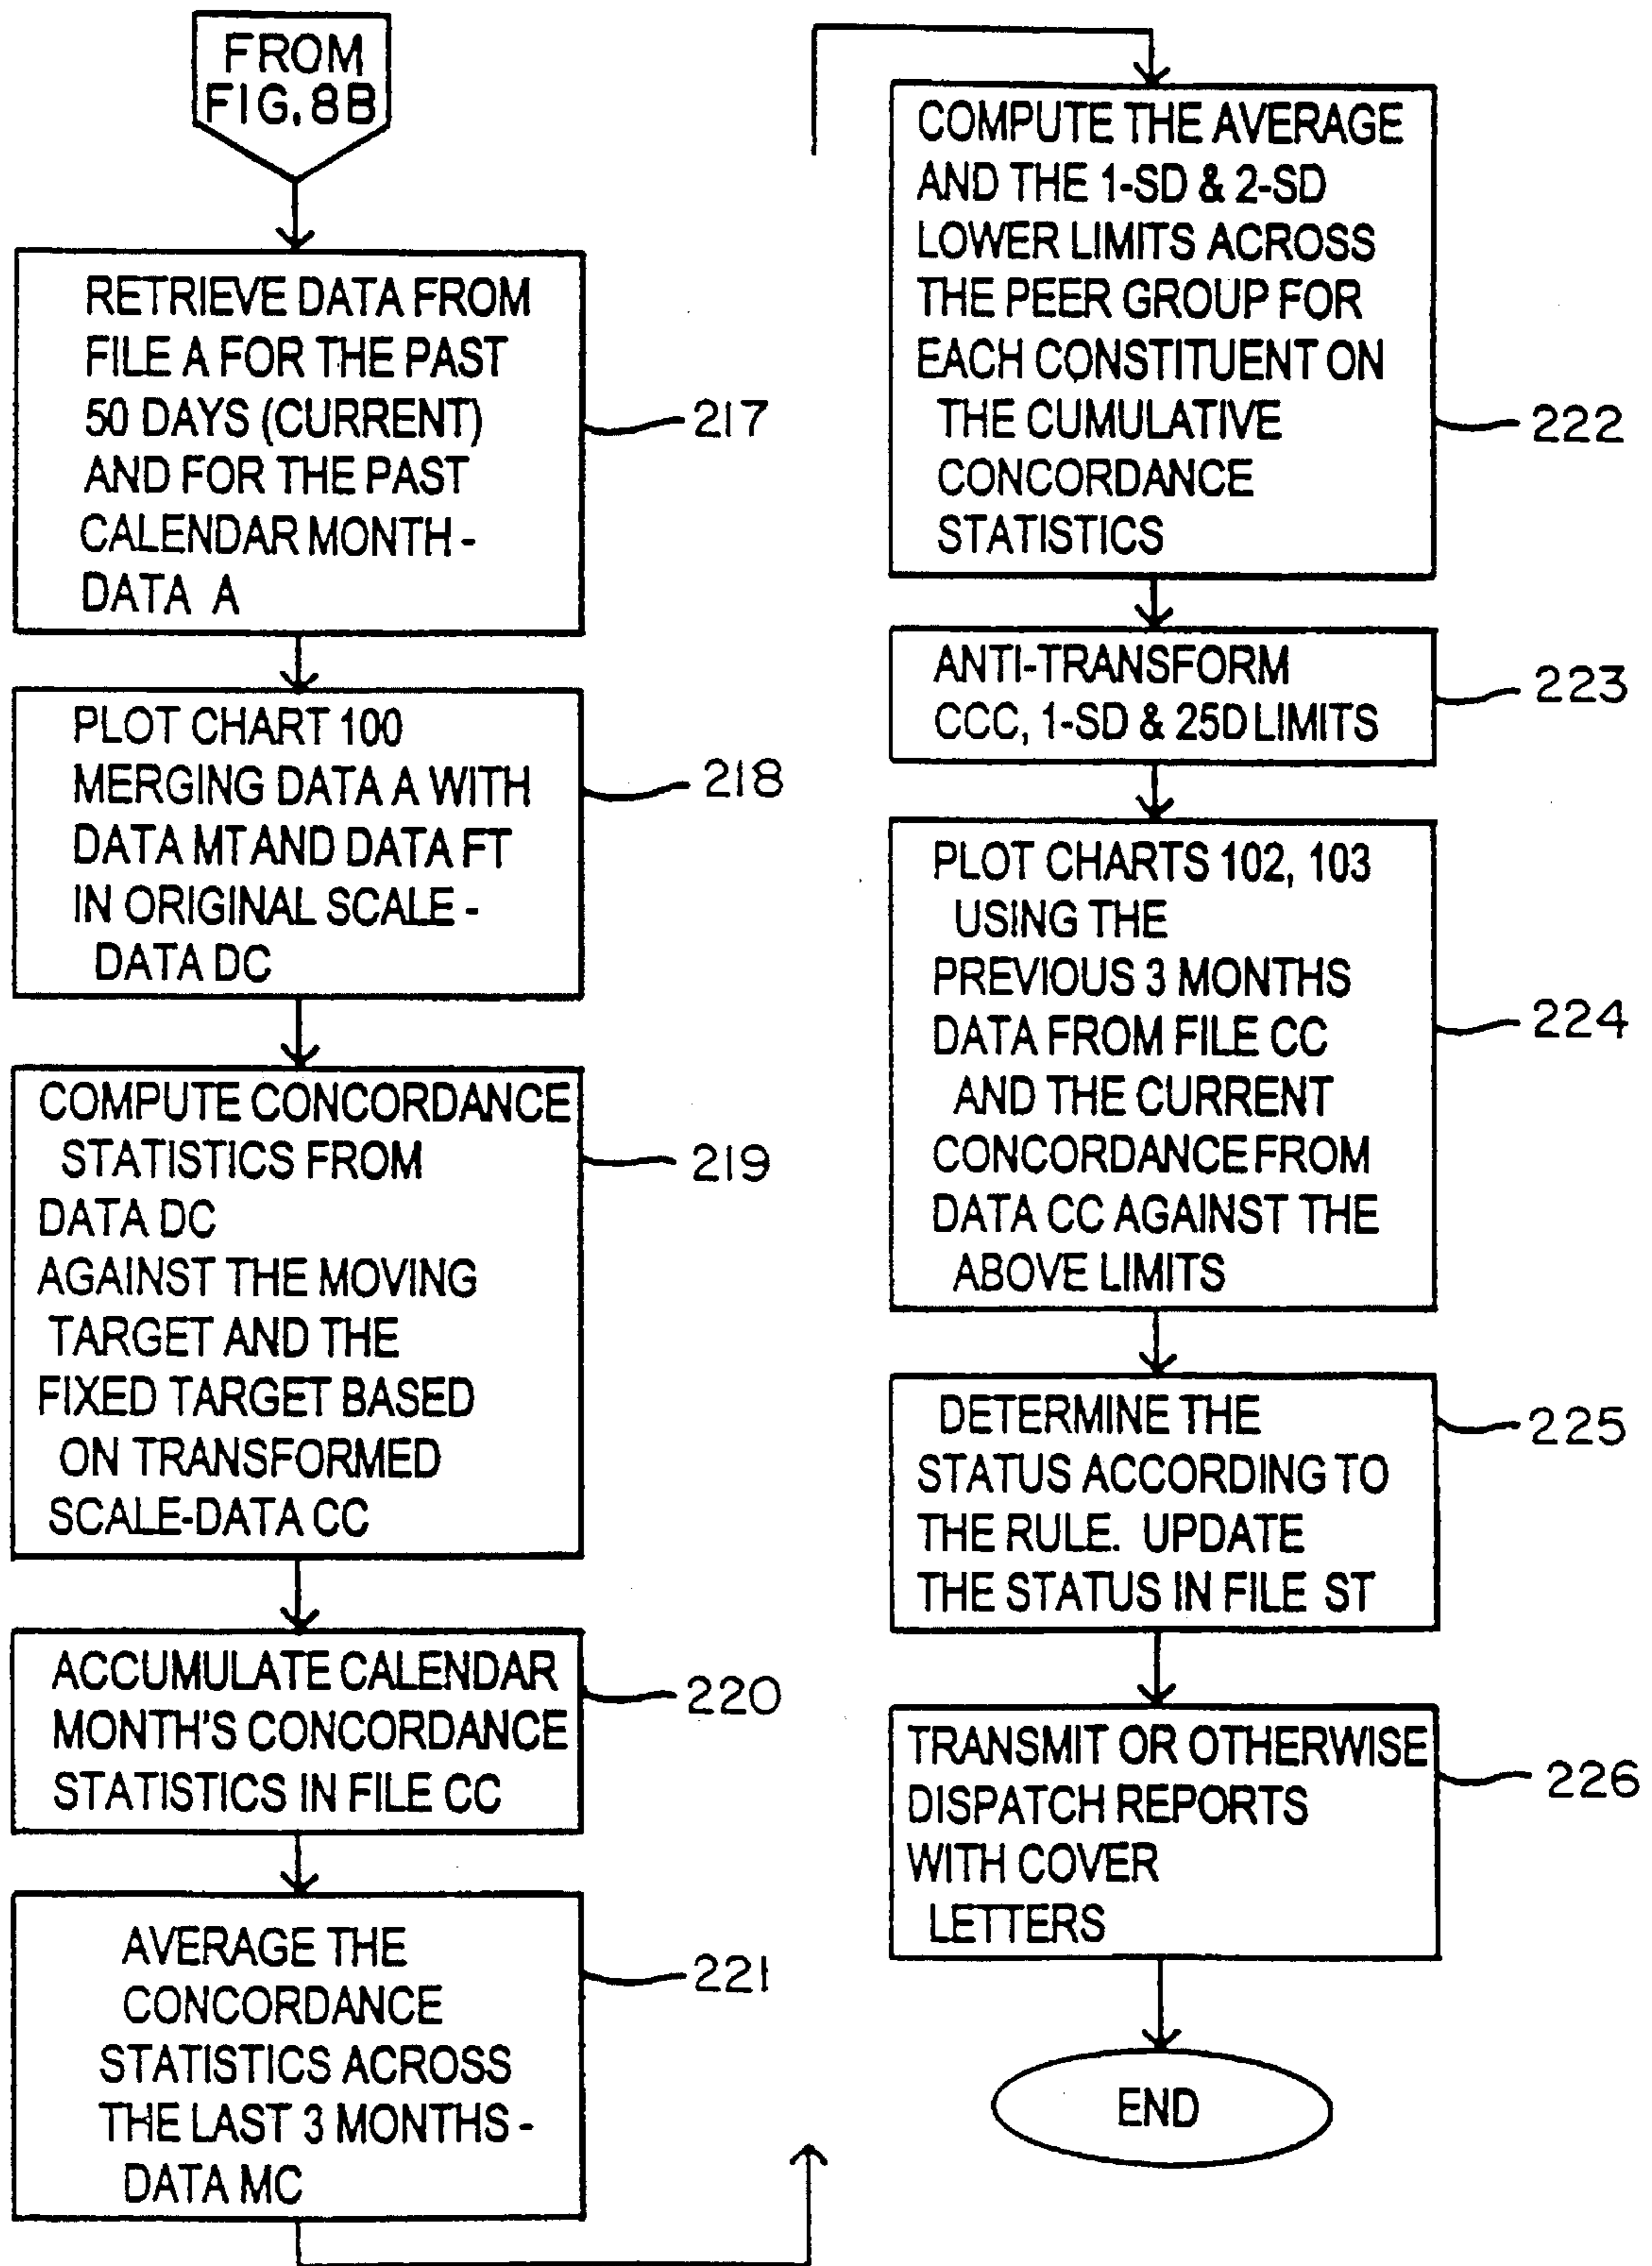 FROM
FIG. 8B
RETRIEVE DATA FROM
FILE A FOR THE PAST
50 DAYS (CURRENT)
AND FOR THE PAST
CALENDAR MONTH -
DATA A
217
PLOT CHART 100
MERGING DATA A WITH
DATA MT AND DATA FT
IN ORIGINAL SCALE -
DATA DC
218
COMPUTE CONCORDANCE
STATISTICS FROM
DATA DC
AGAINST THE MOVING
TARGET AND THE
FIXED TARGET BASED
ON TRANSFORMED
SCALE-DATA CC
219
ACCUMULATE CALENDAR
MONTH'S CONCORDANCE
STATISTICS IN FILE CC
220
AVERAGE THE
CONCORDANCE
STATISTICS ACROSS
THE LAST 3 MONTHS -
DATA MC
221
COMPUTE THE AVERAGE
AND THE 1-SD & 2-SD
LOWER LIMITS ACROSS
THE PEER GROUP FOR
EACH CONSTITUENT ON
THE CUMULATIVE
CONCORDANCE
STATISTICS
222
ANTI-TRANSFORM
CCC, 1-SD & 25D LIMITS
223
PLOT CHARTS 102, 103
USING THE
PREVIOUS 3 MONTHS
DATA FROM FILE CC
AND THE CURRENT
CONCORDANCE FROM
DATA CC AGAINST THE
ABOVE LIMITS
224
DETERMINE THE
STATUS ACCORDING TO
THE RULE. UPDATE
THE STATUS IN FILE ST
225
TRANSMIT OR OTHERWISE
DISPATCH REPORTS
WITH COVER
LETTERS
226
END